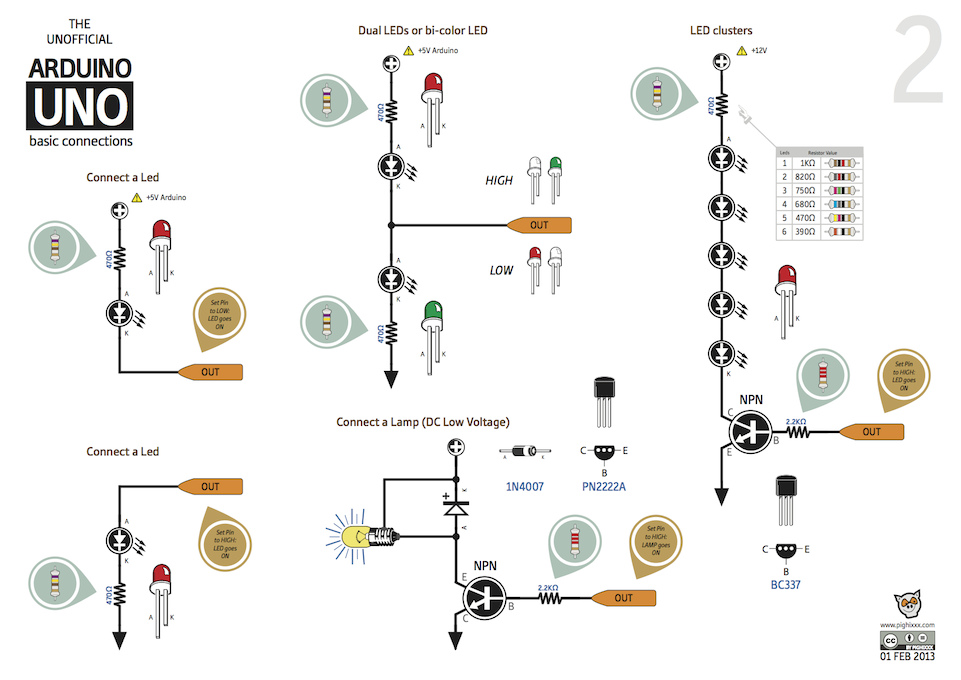 THE
UNOFFICIAL
ARDUINO
UNO
basic connections
Connect a Led
+5V Arduino
470Ω
A
K
A
K
Set Pin
to LOW:
LED goes
ON
OUT
Connect a Led
OUT
A
K
470Ω
A
K
Set Pin
to HIGH:
LED goes
ON
Dual LEDs or bi-color LED
+5V Arduino
470Ω
A
K
A
K
HIGH
OUT
LOW
A
K
470Ω
A
K
Connect a Lamp (DC Low Voltage)
+
K
A
A
K
1N4007
C
E
B
PN2222A
NPN
E
C
B
2.2KΩ
OUT
Set Pin
to HIGH:
LAMP goes
ON
LED clusters
+12V
470Ω
A
K
Leds Resistor Value
1 1KΩ
2 820Ω
3 750Ω
4 680Ω
5 470Ω
6 390Ω
A
K
NPN
C
E
B
2.2KΩ
OUT
Set Pin
to HIGH:
LED goes
ON
C
E
B
BC337
2
www.pighixxx.com
cc
BY PIGHIXXX
01 FEB 2013